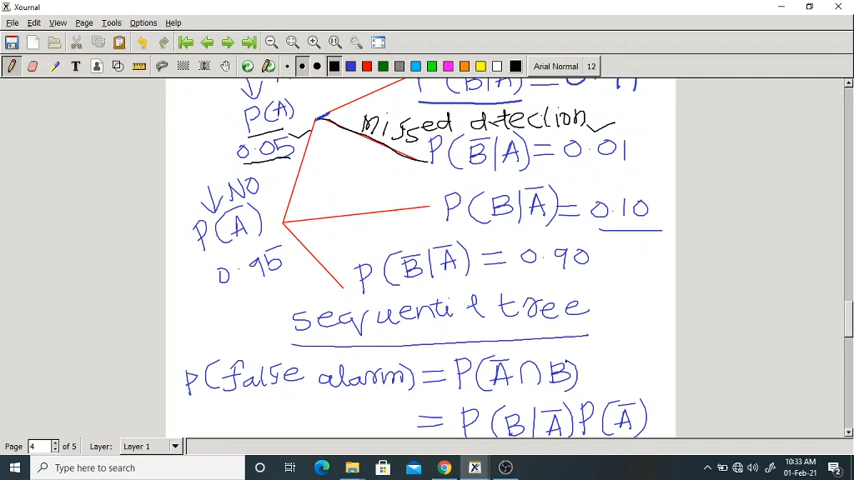 Xournal
File Edit View Page Tools Options Help
Arial Normal 12
P(A)
0.05
missed detection
P(B̅|A) = 0.01
NO
P(A̅)
0.95
P(B|A̅) = 0.10
P(B̅|A̅) = 0.90
sequential tree
P(false alarm) = P(A̅∩B)
= P(B|A̅)P(A̅)
Page 4 of 5 Layer: Layer 1
Type here to search
10:33 AM
01-Feb-21
2